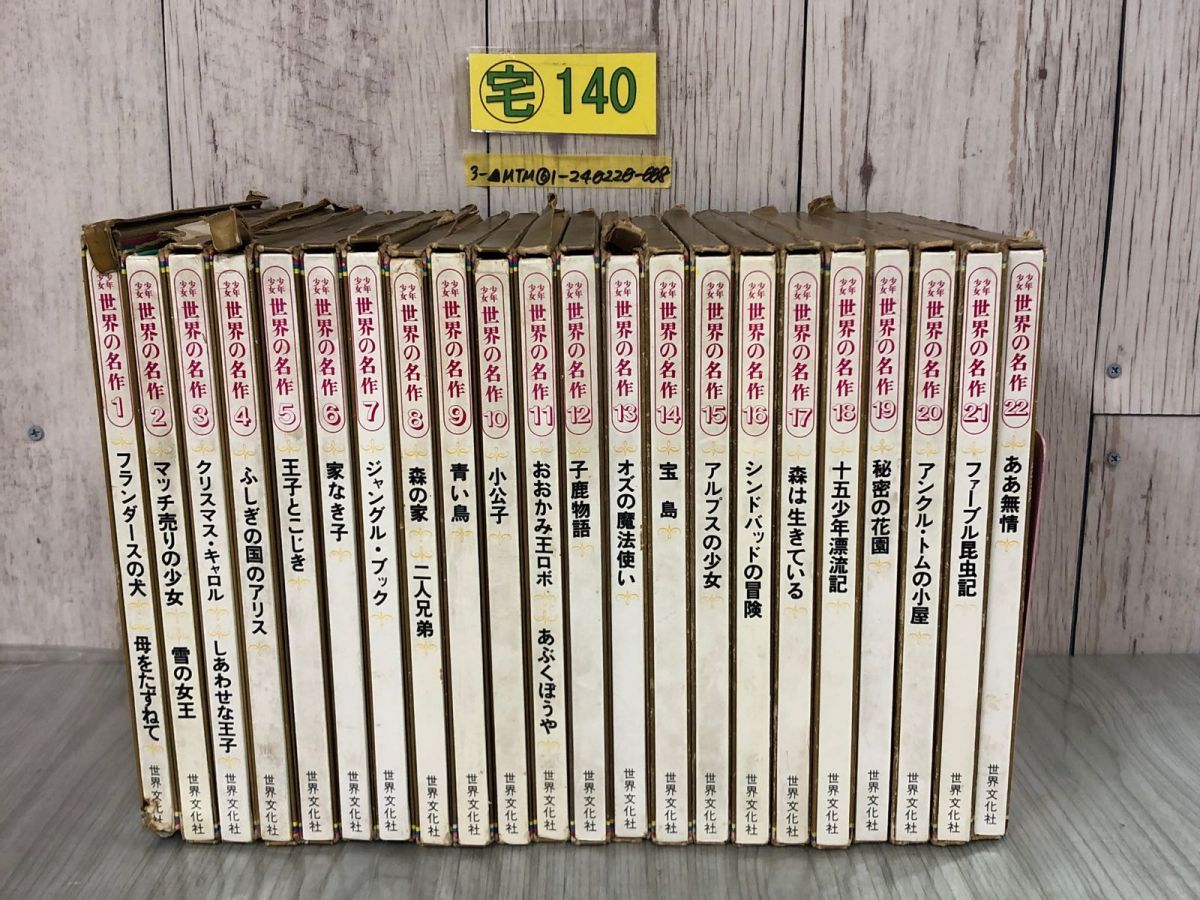 宅 140
3-▲MTM⑥1-240220-008
少年少女 世界の名作 1 フランダースの犬 母をたずねて 世界文化社
少年少女 世界の名作 2 マッチ売りの少女 雪の女王 世界文化社
少年少女 世界の名作 3 クリスマス・キャロル しあわせな王子 世界文化社
少年少女 世界の名作 4 ふしぎの国のアリス 世界文化社
少年少女 世界の名作 5 王子とこじき 世界文化社
少年少女 世界の名作 6 家なき子 世界文化社
少年少女 世界の名作 7 ジャングル・ブック 世界文化社
少年少女 世界の名作 8 森の家 二人兄弟 世界文化社
少年少女 世界の名作 9 青い鳥 世界文化社
少年少女 世界の名作 10 小公子 世界文化社
少年少女 世界の名作 11 おおかみ王ロボ あぶくぼうや 世界文化社
少年少女 世界の名作 12 子鹿物語 世界文化社
少年少女 世界の名作 13 オズの魔法使い 世界文化社
少年少女 世界の名作 14 宝島 世界文化社
少年少女 世界の名作 15 アルプスの少女 世界文化社
少年少女 世界の名作 16 シンドバッドの冒険 世界文化社
少年少女 世界の名作 17 森は生きている 世界文化社
少年少女 世界の名作 18 十五少年漂流記 世界文化社
少年少女 世界の名作 19 秘密の花園 世界文化社
少年少女 世界の名作 20 アンクル・トムの小屋 世界文化社
少年少女 世界の名作 21 ファーブル昆虫記 世界文化社
少年少女 世界の名作 22 ああ無情 世界文化社